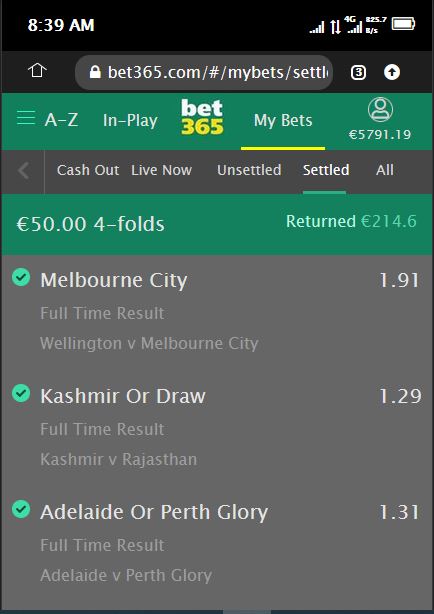 8:39 AM
4G 825.7 B/s
bet365.com/#/mybets/settl
3
A-Z In-Play bet365 My Bets
€5791.19
Cash Out Live Now Unsettled Settled All
€50.00 4-folds Returned €214.6
Melbourne City 1.91
Full Time Result
Wellington v Melbourne City
Kashmir Or Draw 1.29
Full Time Result
Kashmir v Rajasthan
Adelaide Or Perth Glory 1.31
Full Time Result
Adelaide v Perth Glory